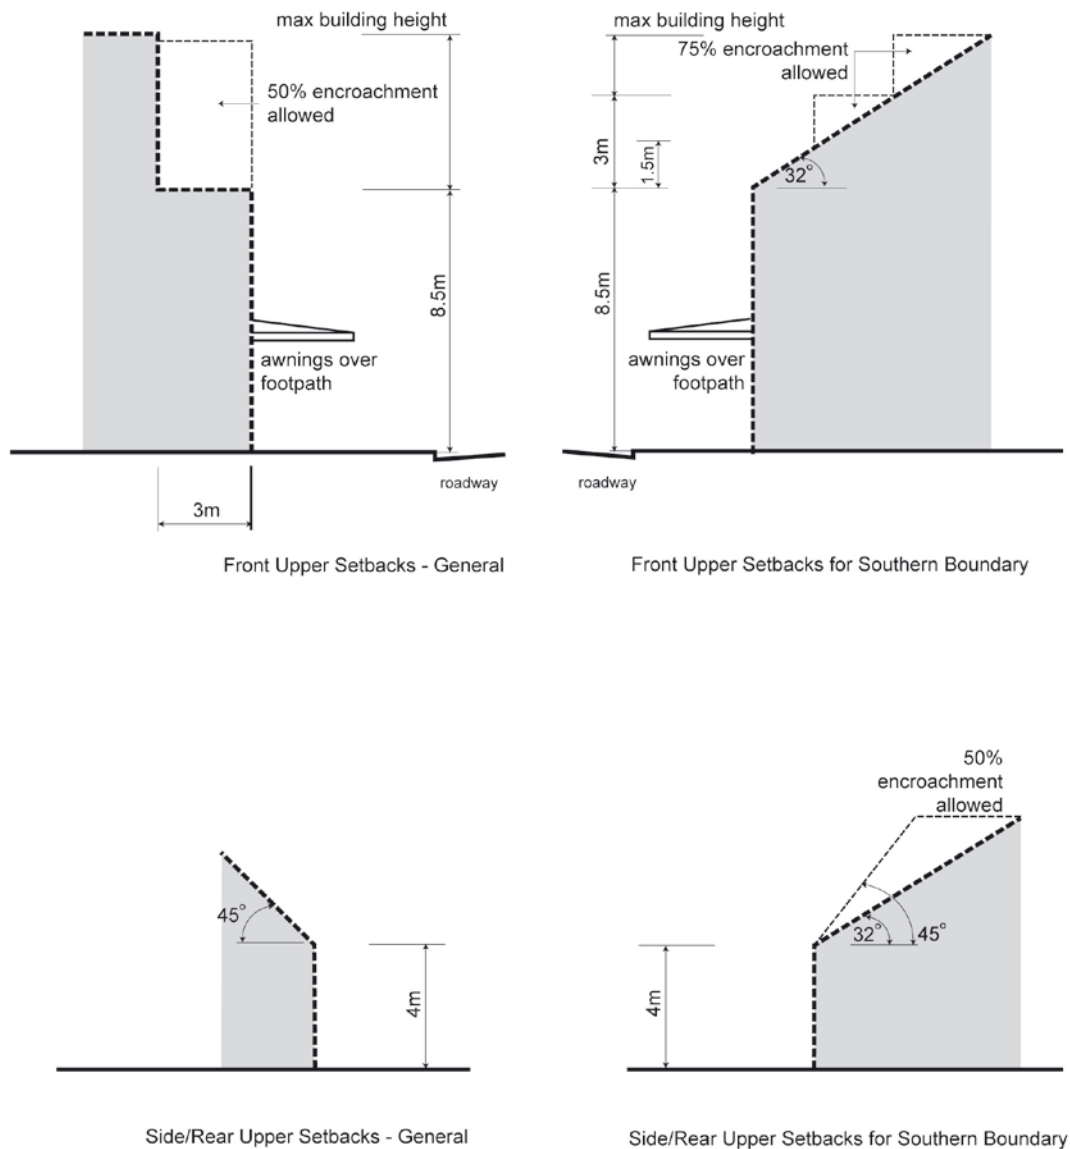 max building height
50% encroachment
allowed
8.5m
awnings over
footpath
roadway
3m
Front Upper Setbacks - General
max building height
75% encroachment
allowed
3m
1.5m
32°
8.5m
awnings over
footpath
roadway
Front Upper Setbacks for Southern Boundary
45°
4m
Side/Rear Upper Setbacks - General
50%
encroachment
allowed
32°
45°
4m
Side/Rear Upper Setbacks for Southern Boundary